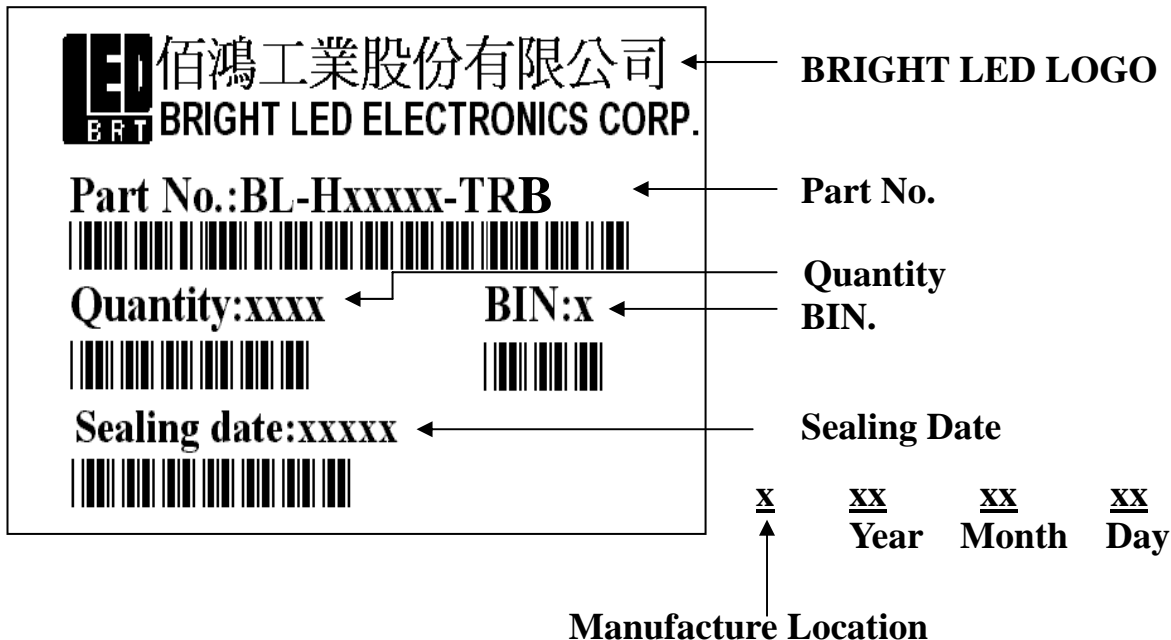 LED 佰鴻工業股份有限公司
BRT BRIGHT LED ELECTRONICS CORP.
BRIGHT LED LOGO
Part No.:BL-Hxxxxx-TRB
Part No.
Quantity:xxxx
BIN:x
Quantity
BIN.
Sealing date:xxxxx
Sealing Date
x xx xx xx
Year Month Day
Manufacture Location